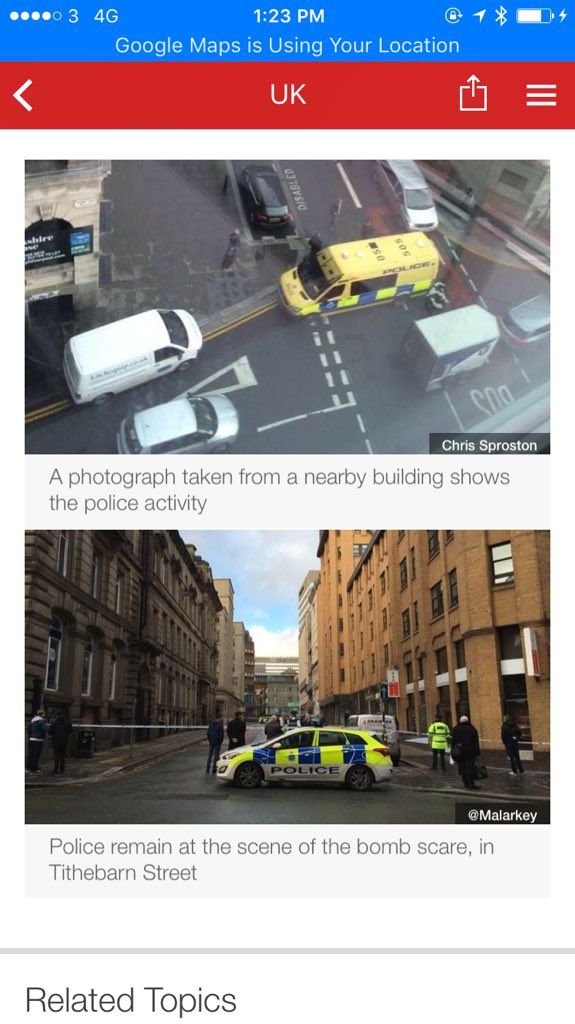 3 4G 1:23 PM
Google Maps is Using Your Location
UK
DISABLED
POLICE
SOS
Chris Sproston
A photograph taken from a nearby building shows
the police activity
POLICE
@Malarkey
Police remain at the scene of the bomb scare, in
Tithebarn Street
Related Topics